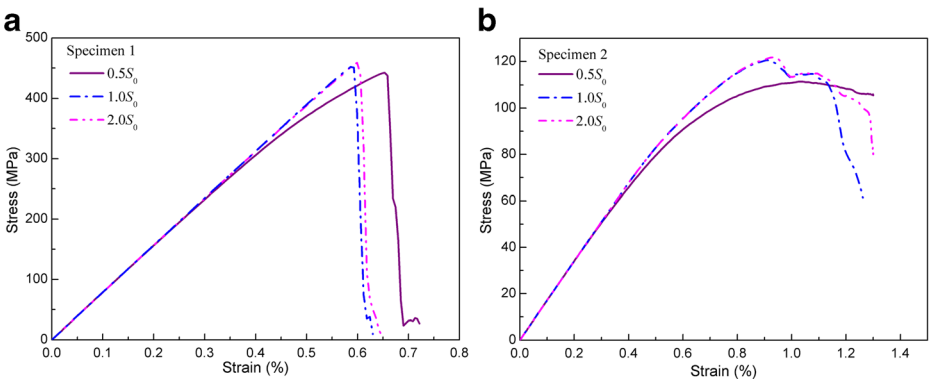 a
Specimen 1
0.5S₀
1.0S₀
2.0S₀
500
400
300
200
100
0
0.0 0.1 0.2 0.3 0.4 0.5 0.6 0.7 0.8
Stress (MPa)
Strain (%)
b
Specimen 2
0.5S₀
1.0S₀
2.0S₀
120
100
80
60
40
20
0
0.0 0.2 0.4 0.6 0.8 1.0 1.2 1.4
Stress (MPa)
Strain (%)